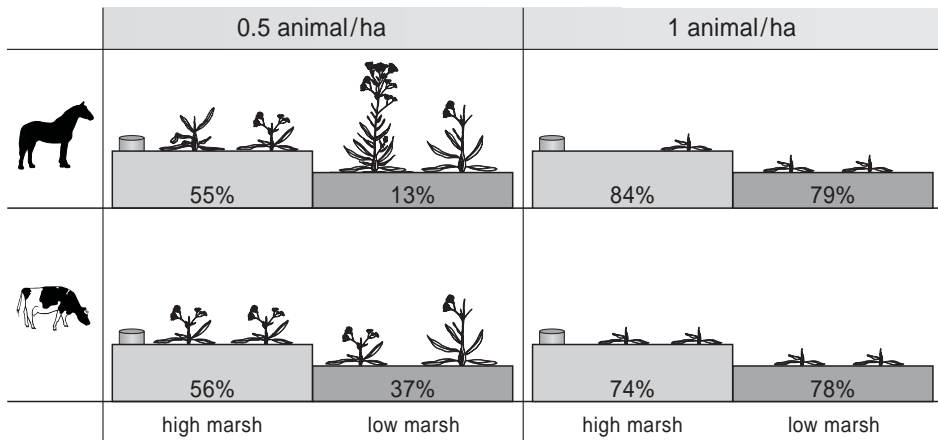 0.5 animal/ha 1 animal/ha
55% 13% 84% 79%
56% 37% 74% 78%
high marsh low marsh high marsh low marsh